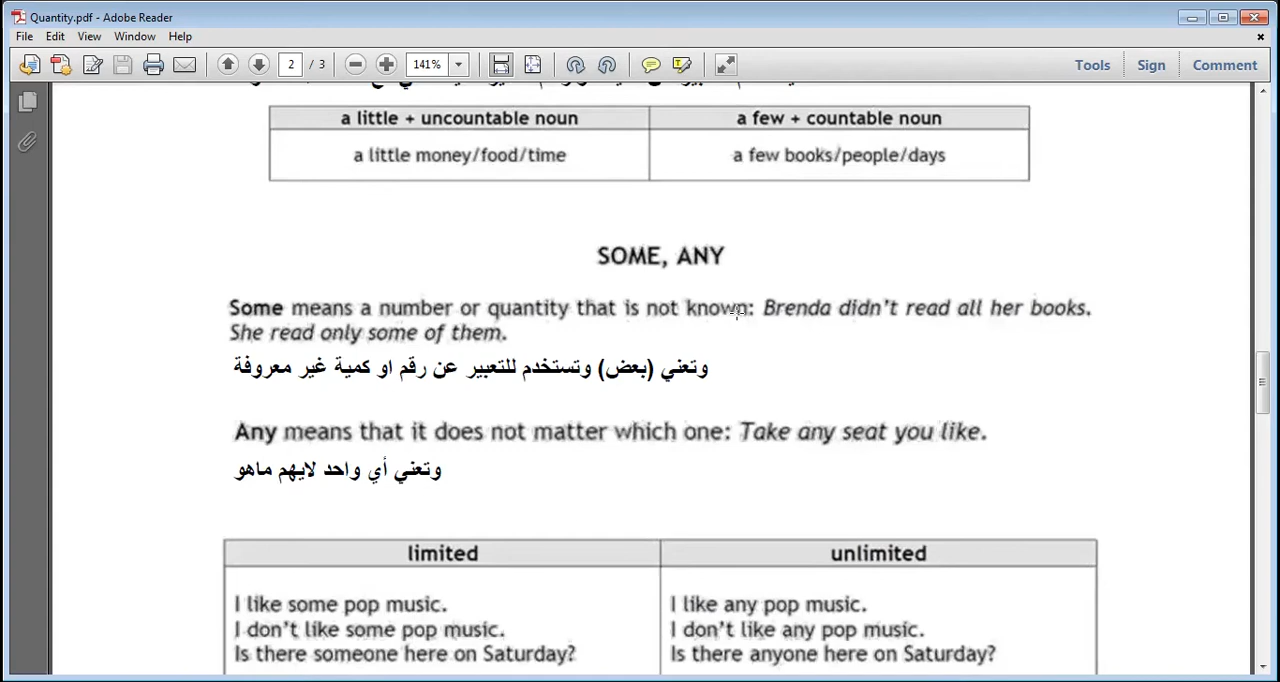 Quantity.pdf - Adobe Reader
File Edit View Window Help
2 / 3 141% Tools Sign Comment
a little + uncountable noun a few + countable noun
a little money/food/time a few books/people/days
SOME, ANY
Some means a number or quantity that is not known: Brenda didn't read all her books.
She read only some of them.
وتعني (بعض) وتستخدم للتعبير عن رقم او كمية غير معروفة
Any means that it does not matter which one: Take any seat you like.
وتعني أي واحد لايهم ماهو
limited unlimited
I like some pop music. I like any pop music.
I don't like some pop music. I don't like any pop music.
Is there someone here on Saturday? Is there anyone here on Saturday?